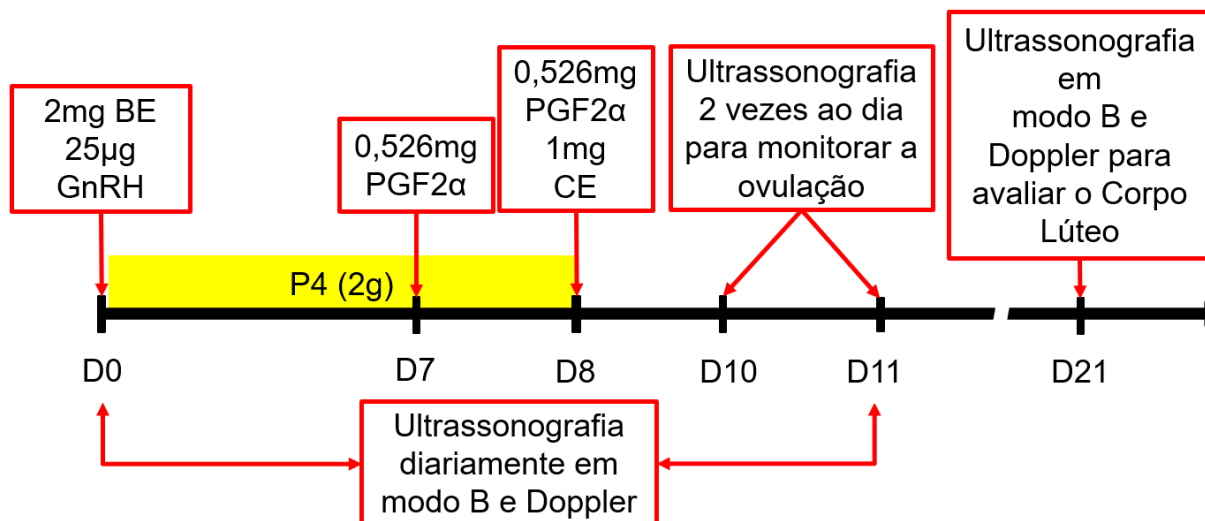 2mg BE
25µg
GnRH
0,526mg
PGF2α
0,526mg
PGF2α
1mg
CE
Ultrassonografia
2 vezes ao dia
para monitorar a
ovulação
Ultrassonografia
em
modo B e
Doppler para
avaliar o Corpo
Lúteo
P4 (2g)
D0
D7
D8
D10
D11
D21
Ultrassonografia
diariamente em
modo B e Doppler